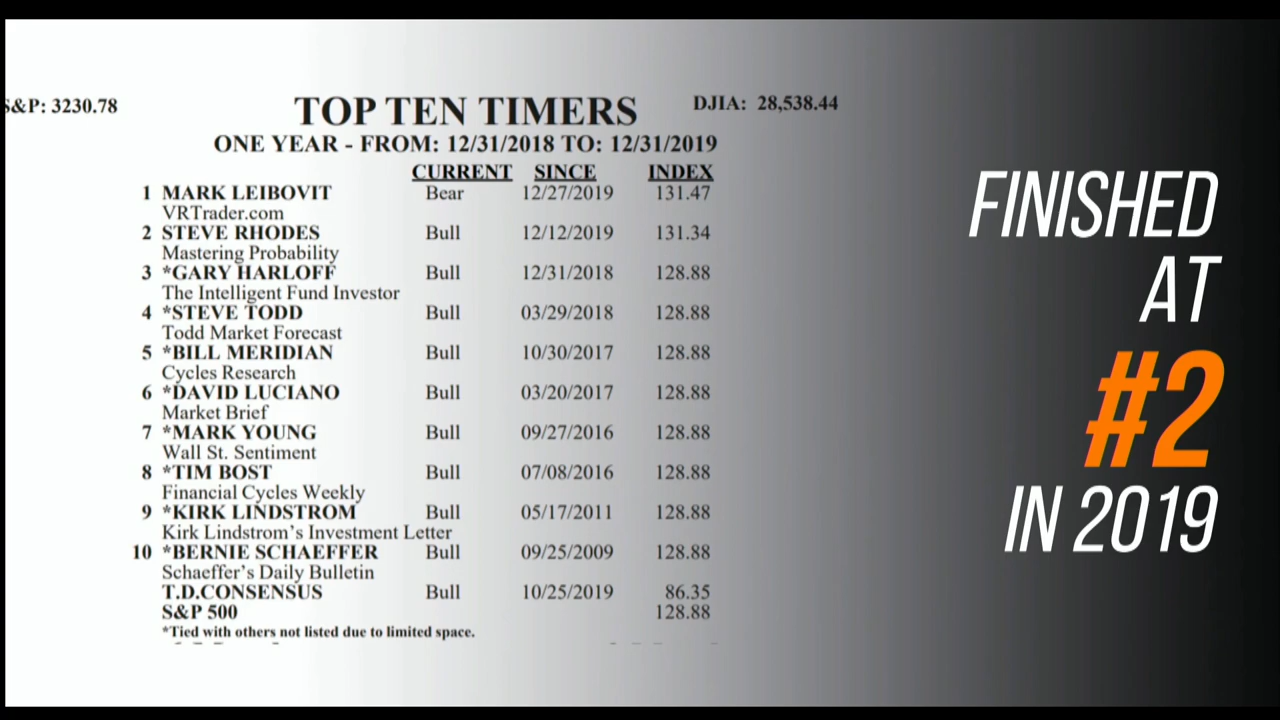 S&P: 3230.78
TOP TEN TIMERS
DJIA: 28,538.44
ONE YEAR - FROM: 12/31/2018 TO: 12/31/2019
CURRENT SINCE INDEX
1 MARK LEIBOVIT Bear 12/27/2019 131.47
VRTrader.com
2 STEVE RHODES Bull 12/12/2019 131.34
Mastering Probability
3 *GARY HARLOFF Bull 12/31/2018 128.88
The Intelligent Fund Investor
4 *STEVE TODD Bull 03/29/2018 128.88
Todd Market Forecast
5 *BILL MERIDIAN Bull 10/30/2017 128.88
Cycles Research
6 *DAVID LUCIANO Bull 03/20/2017 128.88
Market Brief
7 *MARK YOUNG Bull 09/27/2016 128.88
Wall St. Sentiment
8 *TIM BOST Bull 07/08/2016 128.88
Financial Cycles Weekly
9 *KIRK LINDSTROM Bull 05/17/2011 128.88
Kirk Lindstrom's Investment Letter
10 *BERNIE SCHAEFFER Bull 09/25/2009 128.88
Schaeffer's Daily Bulletin
T.D.CONSENSUS Bull 10/25/2019 86.35
S&P 500 128.88
*Tied with others not listed due to limited space.
FINISHED
AT
#2
IN 2019